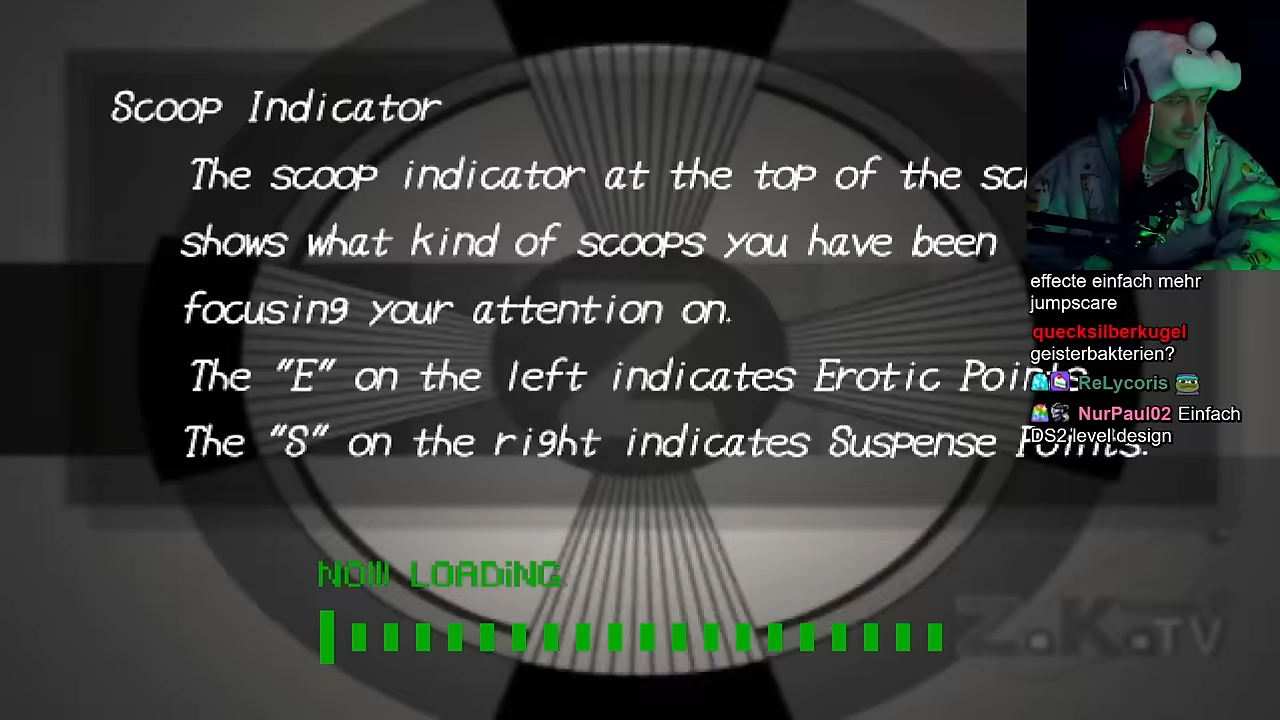 Scoop Indicator
The scoop indicator at the top of the
shows what kind of scoops you have been
focusing your attention on.
The "E" on the left indicates Erotic Points.
The "S" on the right indicates Suspense Points.
NOW LOADiNG
ZaKa TV
effecte einfach mehr
jumpscare
quecksilberkugel
geisterbakterien?
ReLycoris
NurPaul02 Einfach
DS2 level design